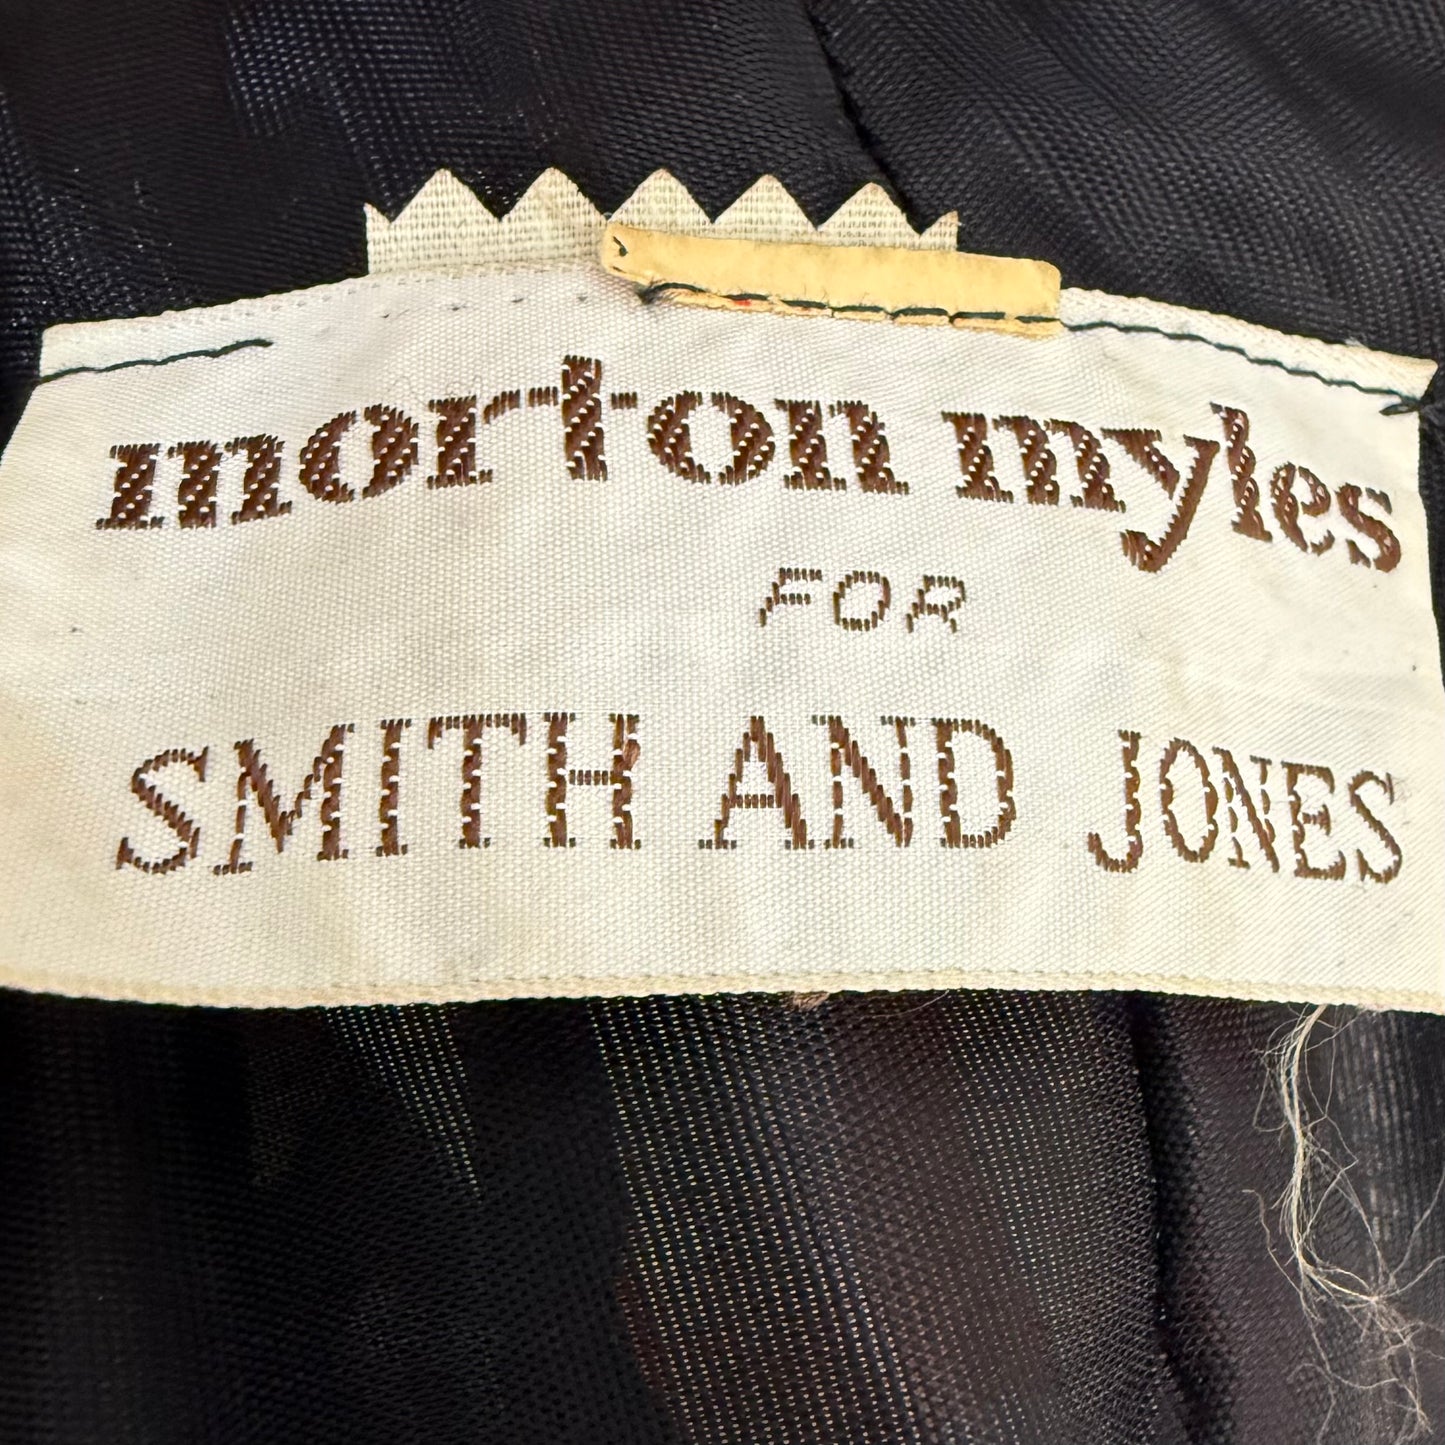 morton myles
FOR
SMITH AND JONES